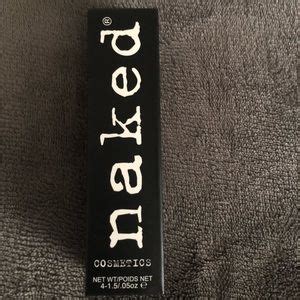 naked®
COSMETICS
NET WT/POIDS NET
4-1.5/.05oz ℮